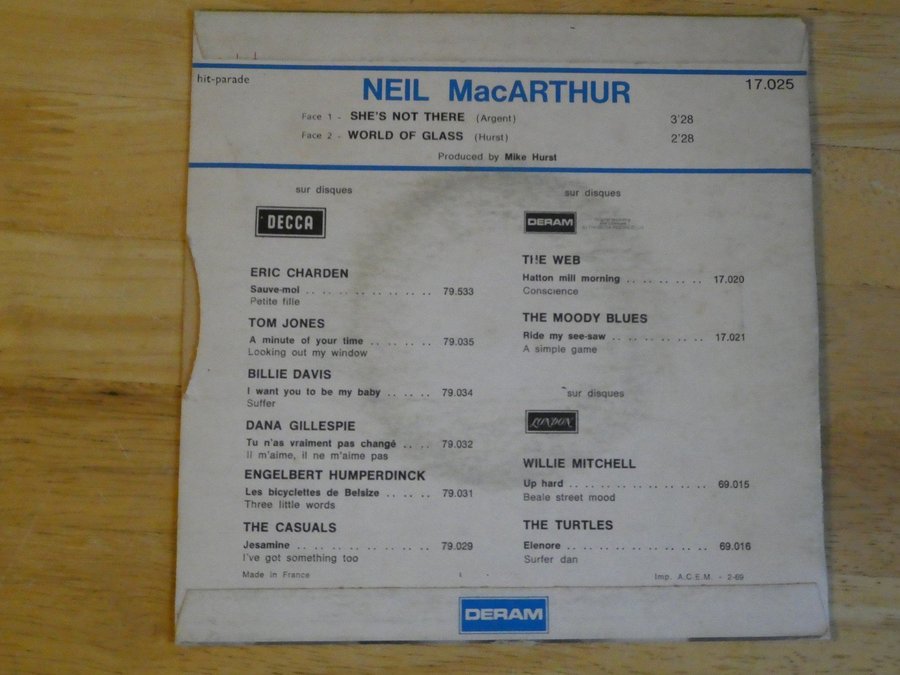 hit-parade
NEIL MacARTHUR
17.025
Face 1 - SHE'S NOT THERE (Argent) 3'28
Face 2 - WORLD OF GLASS (Hurst) 2'28
Produced by Mike Hurst
sur disques
DECCA
ERIC CHARDEN
Sauve-moi .. .. .. .. .. .. .. .. .. 79.533
Petite fille
TOM JONES
A minute of your time .. .. .. .. 79.035
Looking out my window
BILLIE DAVIS
I want you to be my baby .. .. .. 79.034
Suffer
DANA GILLESPIE
Tu n'as vraiment pas changé .. .. 79.032
Il m'aime, il ne m'aime pas
ENGELBERT HUMPERDINCK
Les bicyclettes de Belsize .. .. .. 79.031
Three little words
THE CASUALS
Jesamine .. .. .. .. .. .. .. .. .. 79.029
I've got something too
Made in France
sur disques
DERAM
THE WEB
Hatton mill morning .. .. .. .. .. 17.020
Conscience
THE MOODY BLUES
Ride my see-saw .. .. .. .. .. .. 17.021
A simple game
sur disques
LONDON
WILLIE MITCHELL
Up hard .. .. .. .. .. .. .. .. .. .. 69.015
Beale street mood
THE TURTLES
Elenore .. .. .. .. .. .. .. .. .. .. 69.016
Surfer dan
Imp. A.C.E.M. - 2-69
DERAM